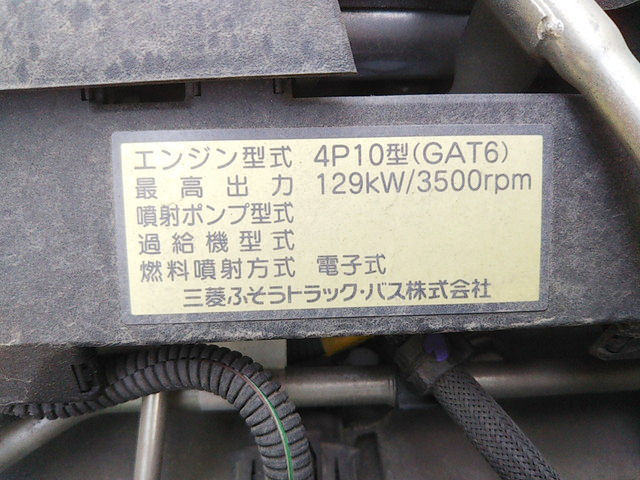 エンジン型式 4P10型(GAT6)
最高出力 129kW/3500rpm
噴射ポンプ型式
過給機型式
燃料噴射方式 電子式
三菱ふそうトラック・バス株式会社